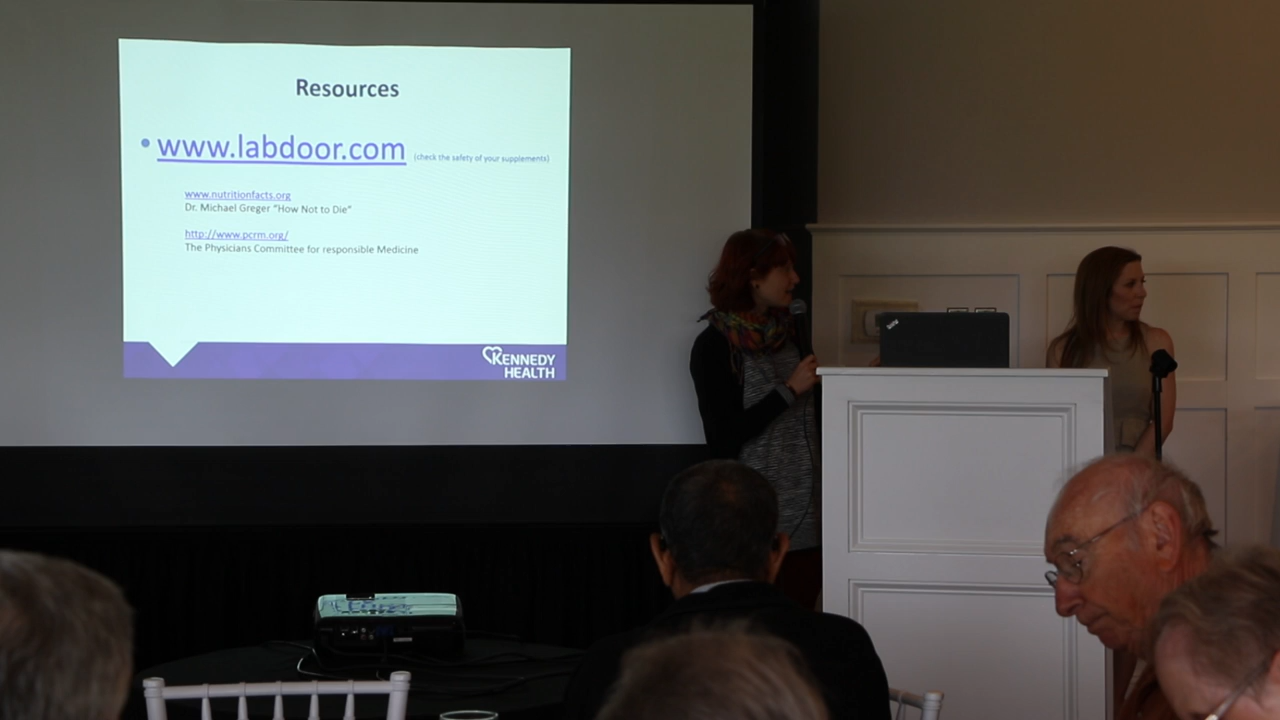 Resources
• www.labdoor.com (check the safety of your supplements)
www.nutritionfacts.org
Dr. Michael Greger “How Not to Die”
http://www.pcrm.org/
The Physicians Committee for responsible Medicine
KENNEDY
HEALTH